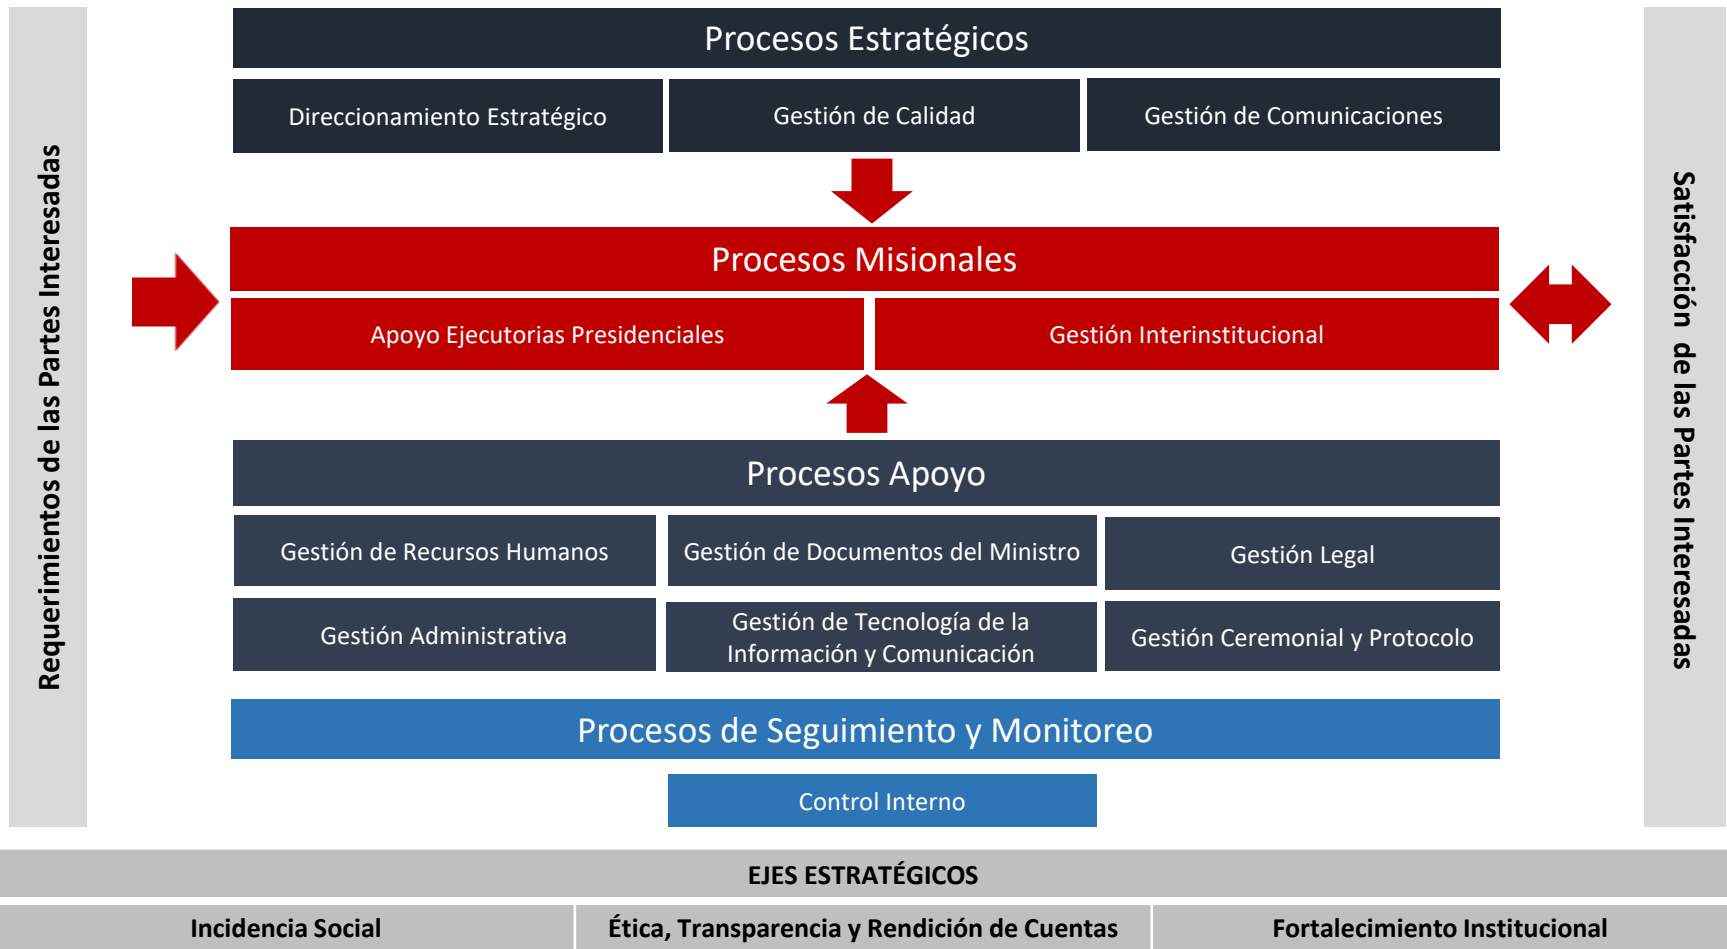 Procesos Estratégicos
Direccionamiento Estratégico
Gestión de Calidad
Gestión de Comunicaciones
Requerimientos de las Partes Interesadas
Procesos Misionales
Apoyo Ejecutorias Presidenciales
Gestión Interinstitucional
Satisfacción de las Partes Interesadas
Procesos Apoyo
Gestión de Recursos Humanos
Gestión de Documentos del Ministro
Gestión Legal
Gestión Administrativa
Gestión de Tecnología de la
Información y Comunicación
Gestión Ceremonial y Protocolo
Procesos de Seguimiento y Monitoreo
Control Interno
EJES ESTRATÉGICOS
Incidencia Social
Ética, Transparencia y Rendición de Cuentas
Fortalecimiento Institucional